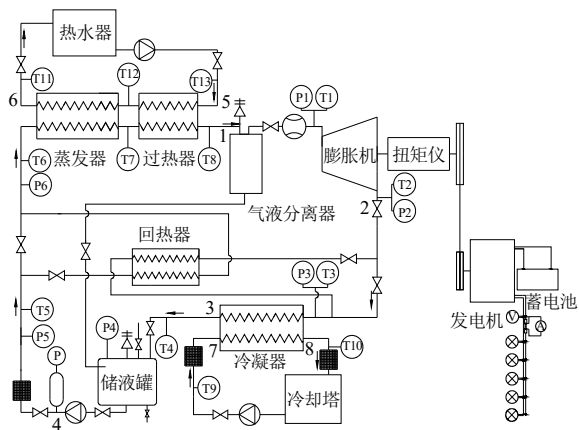 热水器
T11
T12
T13
6
5
P1
T1
1
蒸发器
过热器
膨胀机
扭矩仪
T6
T7
T8
P6
T2
2
P2
气液分离器
回热器
P3
T3
T5
3
蓄电池
P5
P4
T4
发电机
V
A
P
7
8
T10
冷凝器
储液罐
T9
冷却塔
4